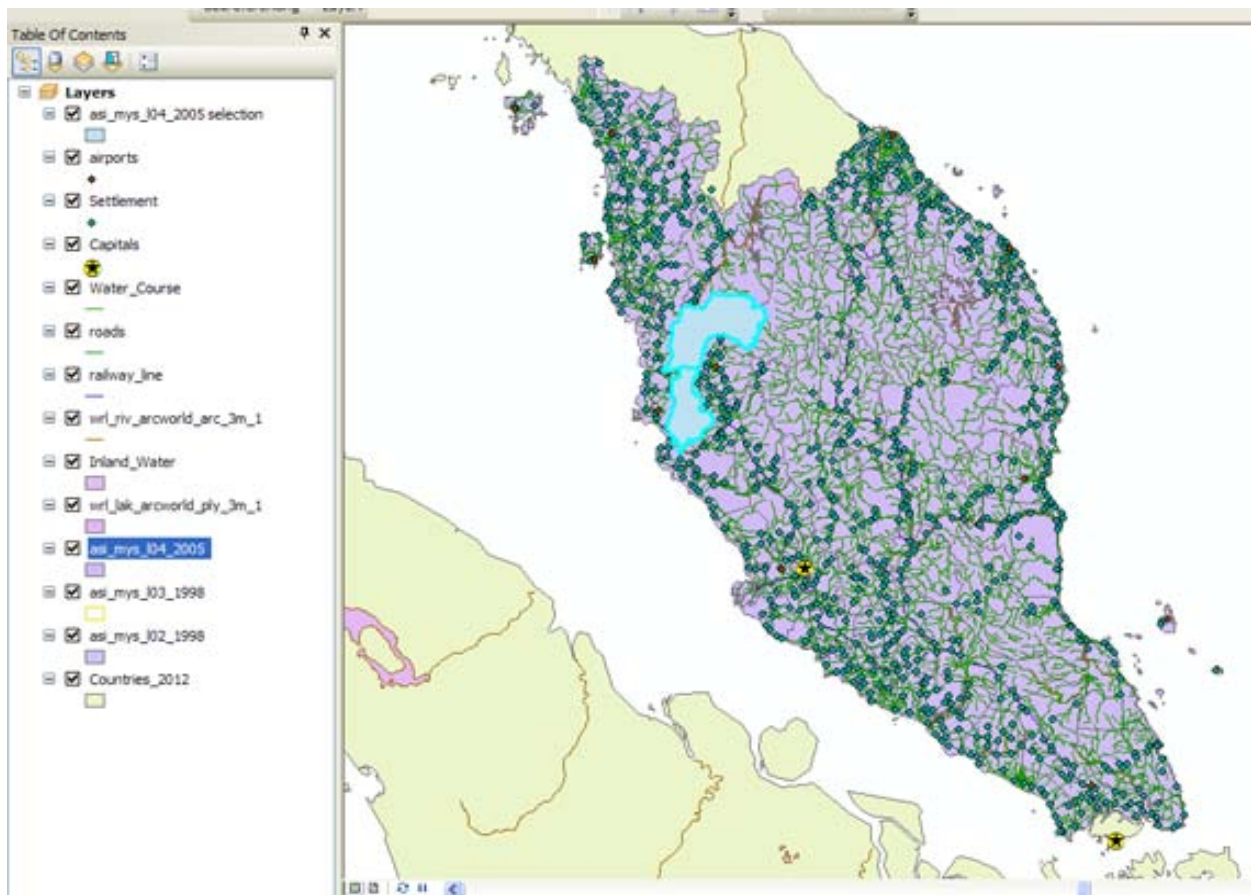 Table Of Contents
Layers
asi_mys_l04_2005 selection
airports
Settlement
Capitals
Water_Course
roads
railway_line
wrl_riv_arcworld_arc_3m_1
Inland_Water
wrl_lak_arcworld_ply_3m_1
asi_mys_l04_2005
asi_mys_l03_1998
asi_mys_l02_1998
Countries_2012